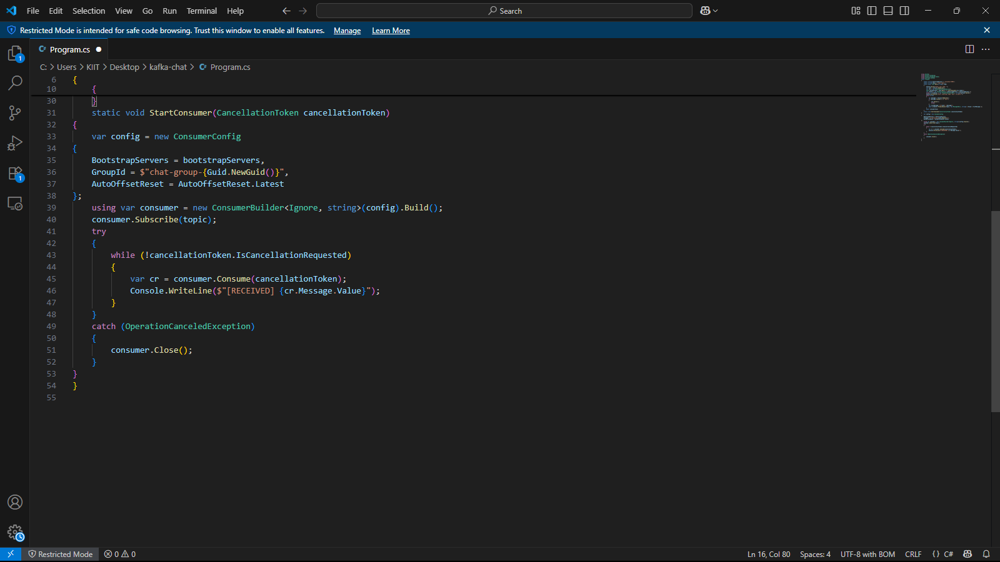 File Edit Selection View Go Run Terminal Help Search
Restricted Mode is intended for safe code browsing. Trust this window to enable all features. Manage Learn More
Program.cs
C: > Users > KIIT > Desktop > kafka-chat > Program.cs
1
1
6 {
10 {
30 }
31 static void StartConsumer(CancellationToken cancellationToken)
32 {
33 var config = new ConsumerConfig
34 {
35 BootstrapServers = bootstrapServers,
36 GroupId = $"chat-group-{Guid.NewGuid()}",
37 AutoOffsetReset = AutoOffsetReset.Latest
38 };
39 using var consumer = new ConsumerBuilder<Ignore, string>(config).Build();
40 consumer.Subscribe(topic);
41 try
42 {
43 while (!cancellationToken.IsCancellationRequested)
44 {
45 var cr = consumer.Consume(cancellationToken);
46 Console.WriteLine($"[RECEIVED] {cr.Message.Value}");
47 }
48 }
49 catch (OperationCanceledException)
50 {
51 consumer.Close();
52 }
53 }
54 }
55
Restricted Mode 0 0 Ln 16, Col 80 Spaces: 4 UTF-8 with BOM CRLF {} C#